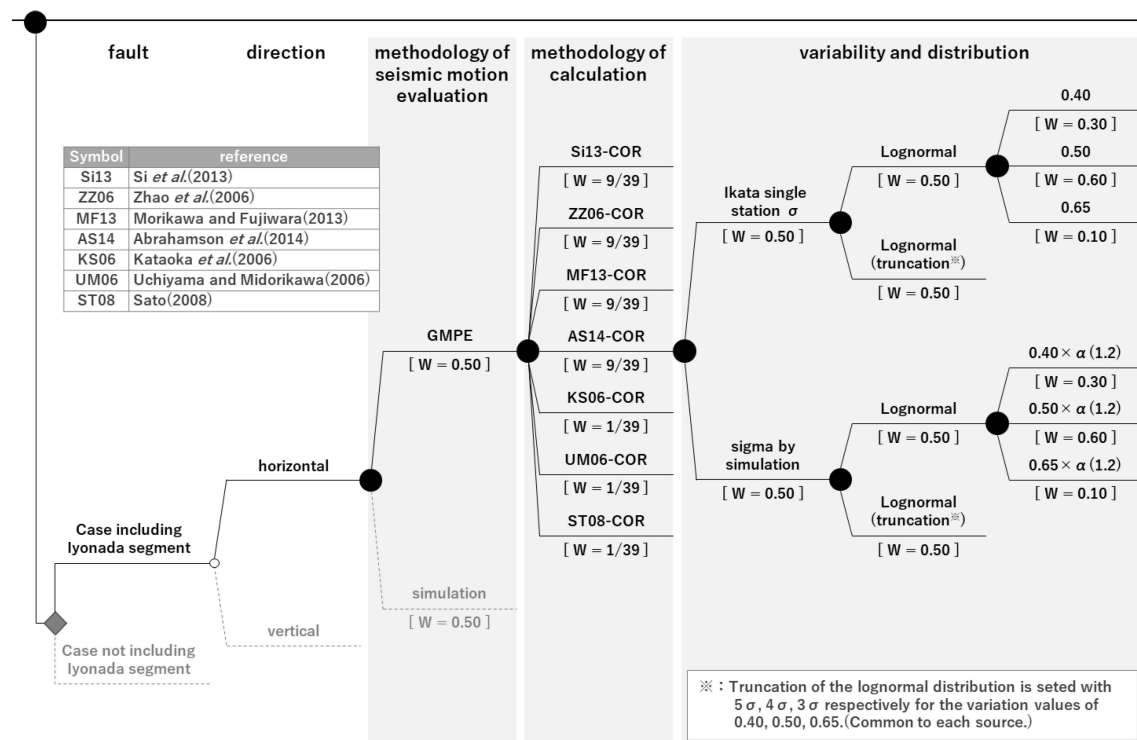 fault
direction
methodology of
seismic motion
evaluation
methodology of
calculation
variability and distribution
Symbol reference
Si13 Si et al.(2013)
ZZ06 Zhao et al.(2006)
MF13 Morikawa and Fujiwara(2013)
AS14 Abrahamson et al.(2014)
KS06 Kataoka et al.(2006)
UM06 Uchiyama and Midorikawa(2006)
ST08 Sato(2008)
Case including
Iyonada segment
Case not including
Iyonada segment
horizontal
vertical
GMPE
[ W = 0.50 ]
simulation
[ W = 0.50 ]
Si13-COR
[ W = 9/39 ]
ZZ06-COR
[ W = 9/39 ]
MF13-COR
[ W = 9/39 ]
AS14-COR
[ W = 9/39 ]
KS06-COR
[ W = 1/39 ]
UM06-COR
[ W = 1/39 ]
ST08-COR
[ W = 1/39 ]
Ikata single
station σ
[ W = 0.50 ]
Lognormal
[ W = 0.50 ]
Lognormal
(truncation※)
[ W = 0.50 ]
0.40
[ W = 0.30 ]
0.50
[ W = 0.60 ]
0.65
[ W = 0.10 ]
sigma by
simulation
[ W = 0.50 ]
Lognormal
[ W = 0.50 ]
Lognormal
(truncation※)
[ W = 0.50 ]
0.40× α (1.2)
[ W = 0.30 ]
0.50× α (1.2)
[ W = 0.60 ]
0.65× α (1.2)
[ W = 0.10 ]
※：Truncation of the lognormal distribution is seted with
5σ, 4σ, 3σ respectively for the variation values of
0.40, 0.50, 0.65.(Common to each source.)